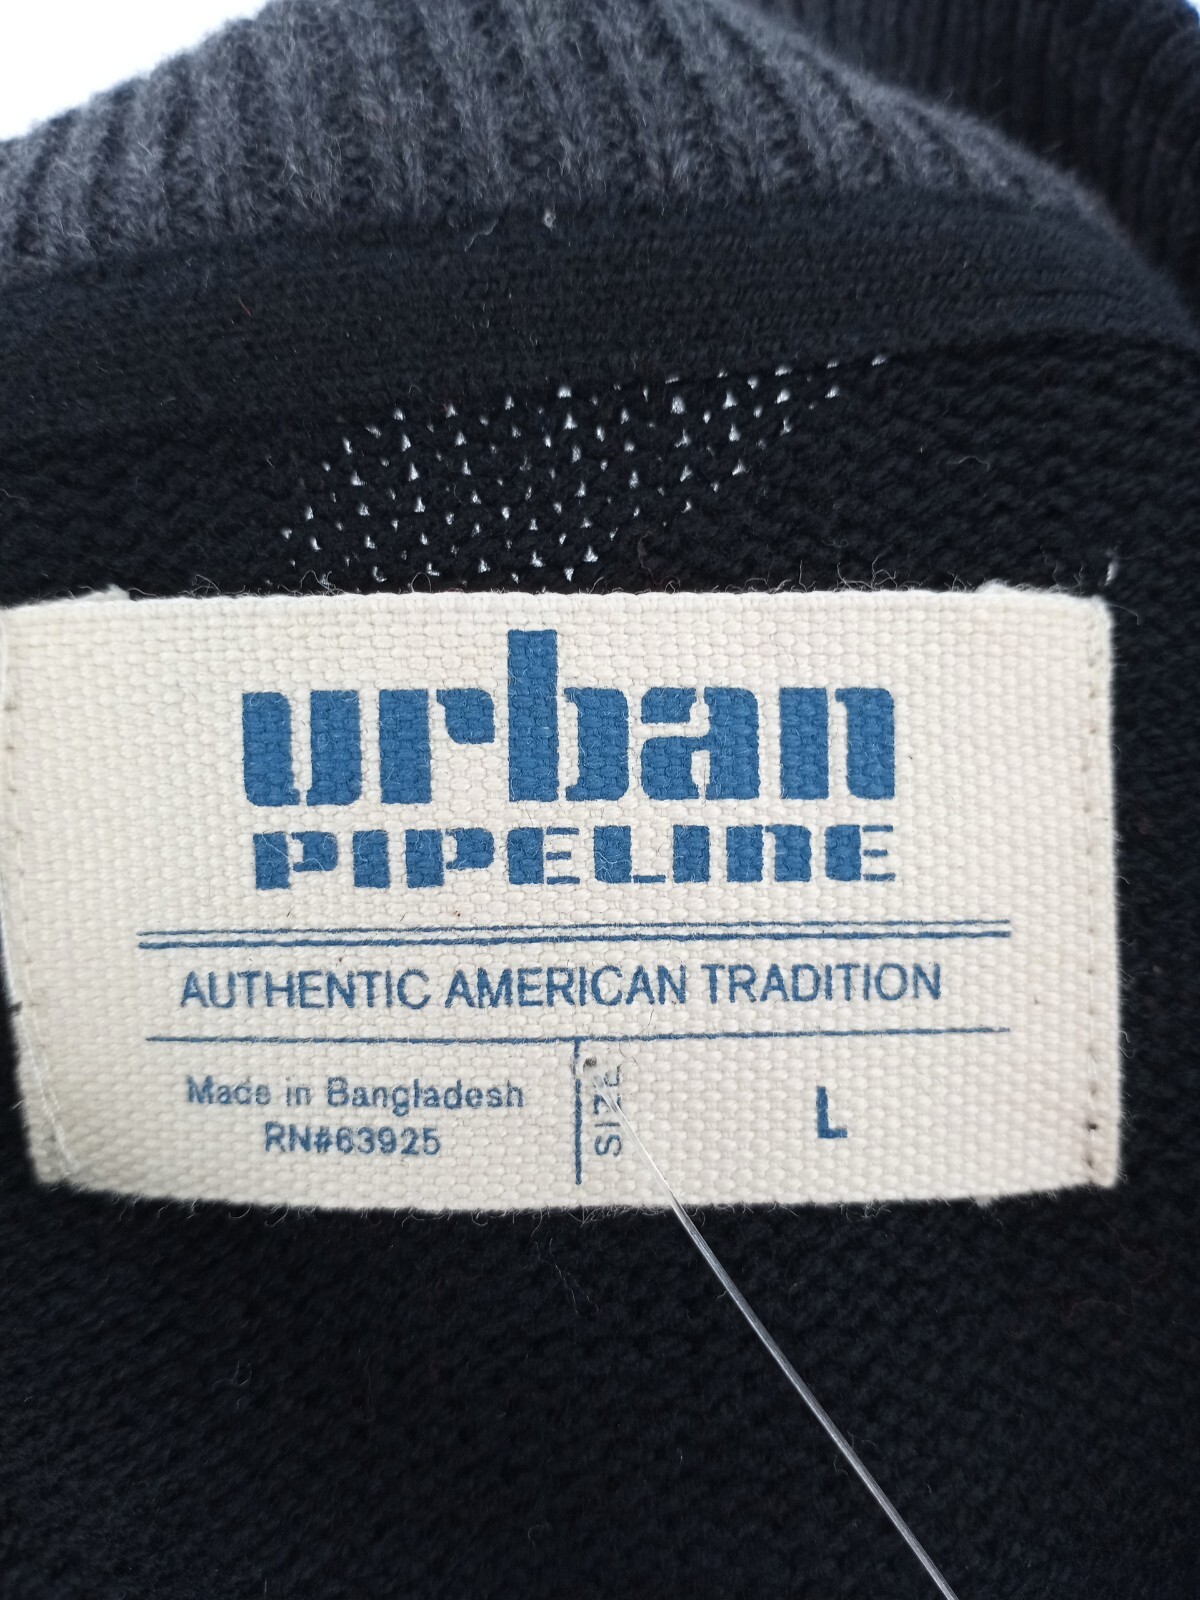 urban
PIPELINE
AUTHENTIC AMERICAN TRADITION
Made in Bangladesh
RN#63925
SIZE
L